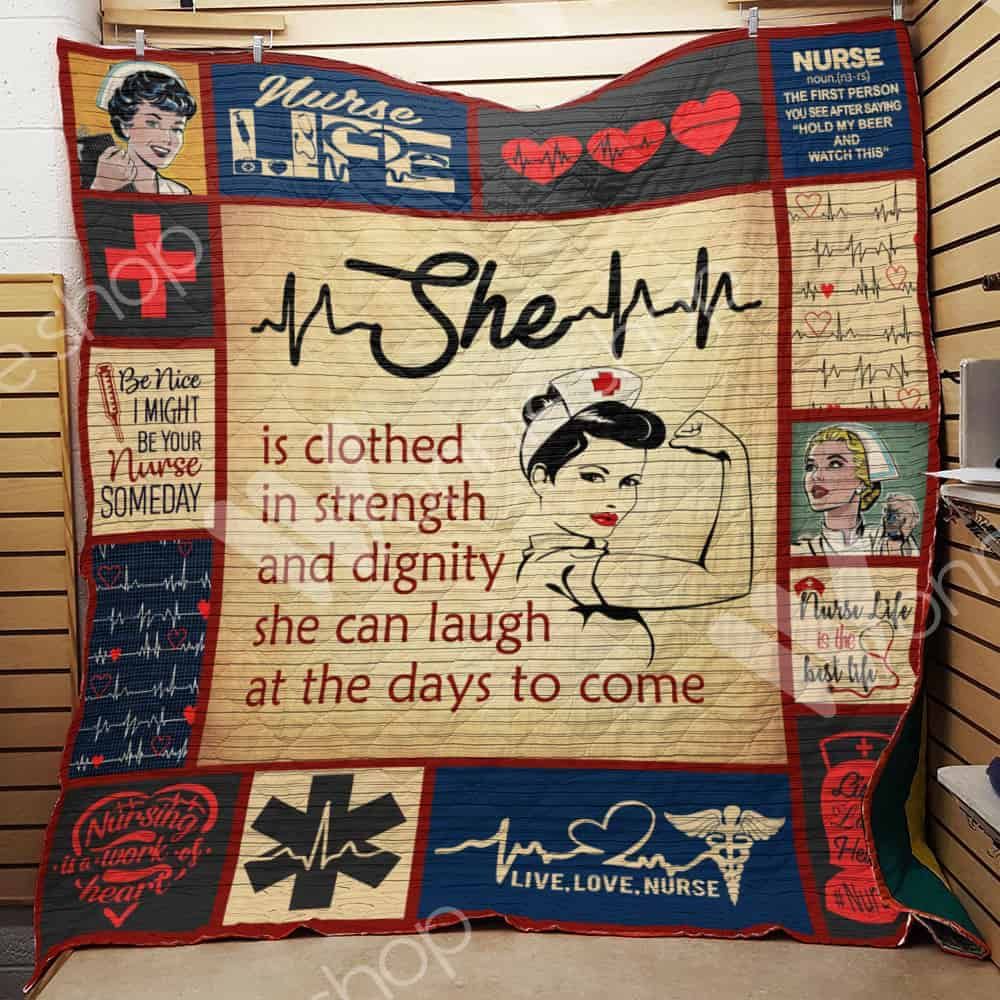 Nurse
LIFE
NURSE
noun.(n3-rs)
THE FIRST PERSON
YOU SEE AFTER SAYING
"HOLD MY BEER
AND
WATCH THIS"
She
is clothed
in strength
and dignity
she can laugh
at the days to come
Be Nice
I MIGHT
BE YOUR
Nurse
SOMEDAY
Nurse Life
is the
best life
Nursing
is a work of
heart
LIVE, LOVE, NURSE
shop
shop